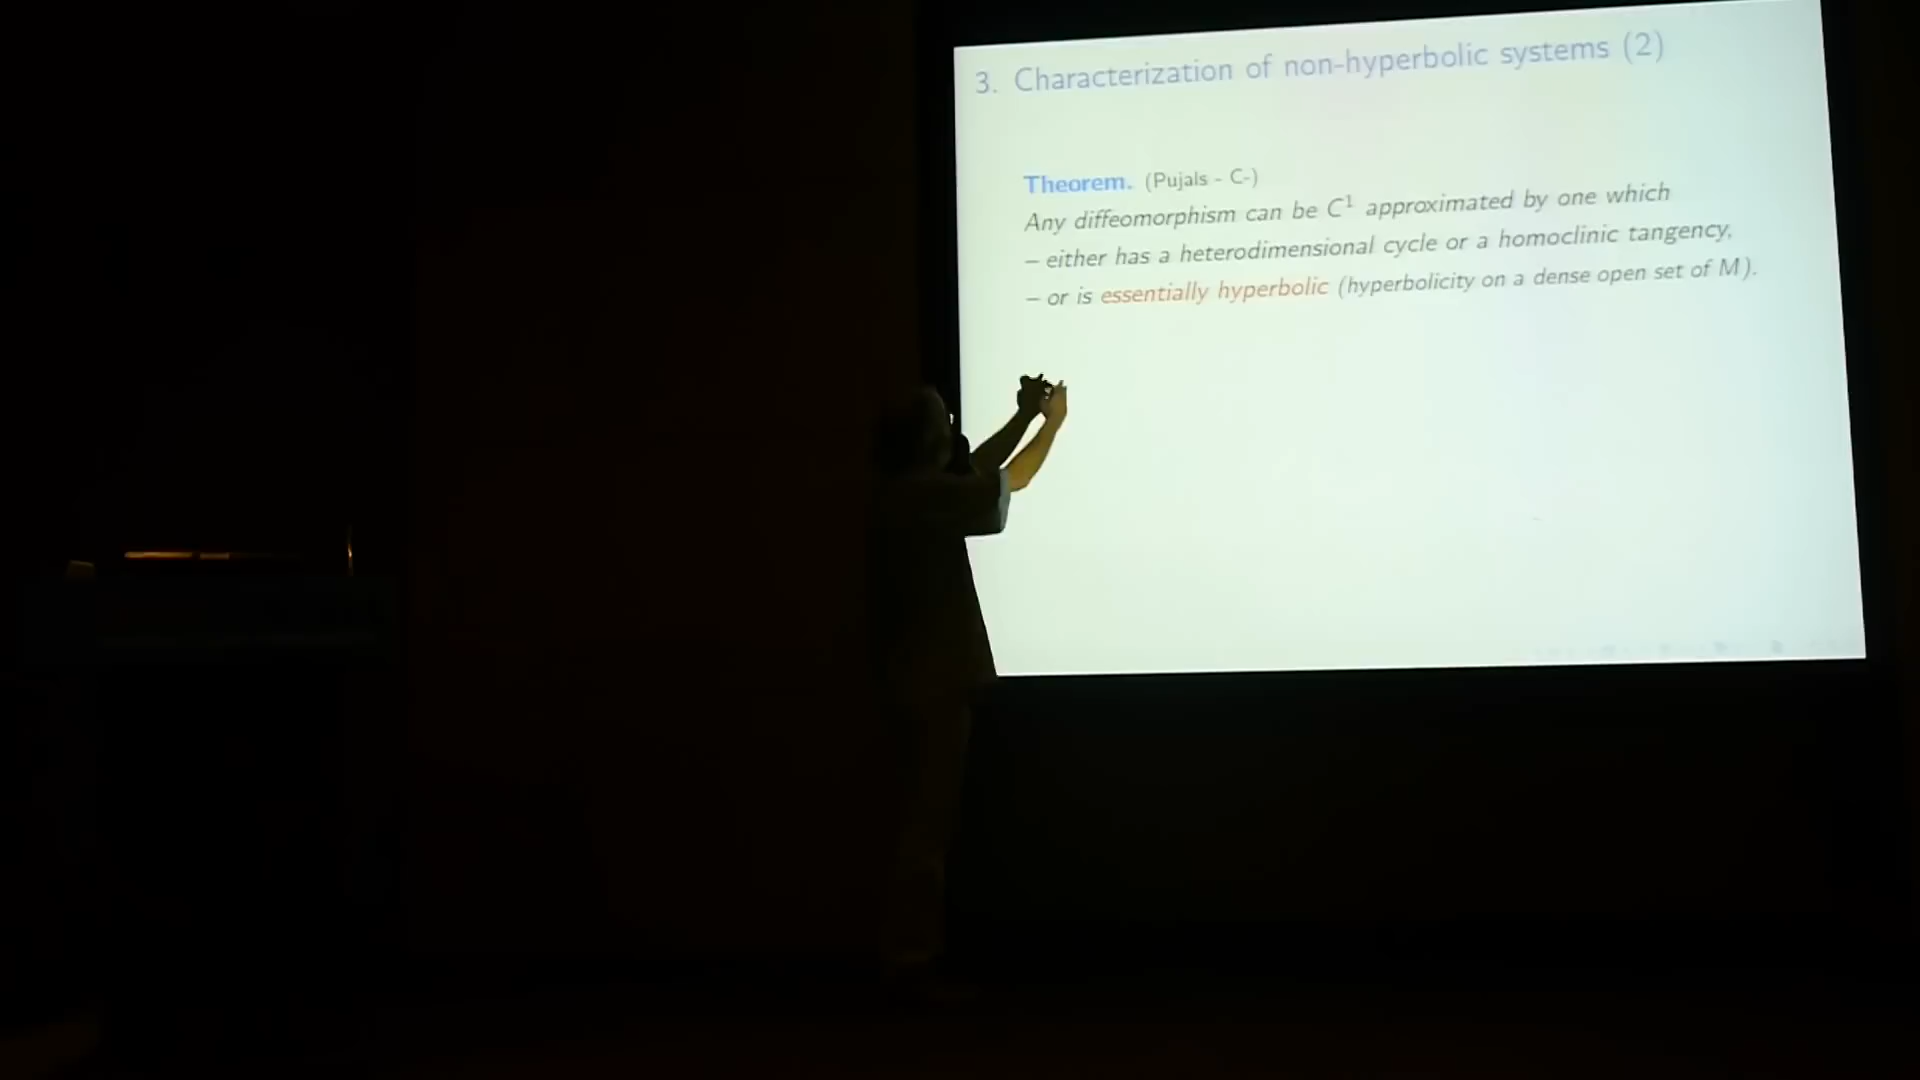 3. Characterization of non-hyperbolic systems (2)
Theorem. (Pujals - C-)
Any diffeomorphism can be C¹ approximated by one which
– either has a heterodimensional cycle or a homoclinic tangency,
– or is essentially hyperbolic (hyperbolicity on a dense open set of M).